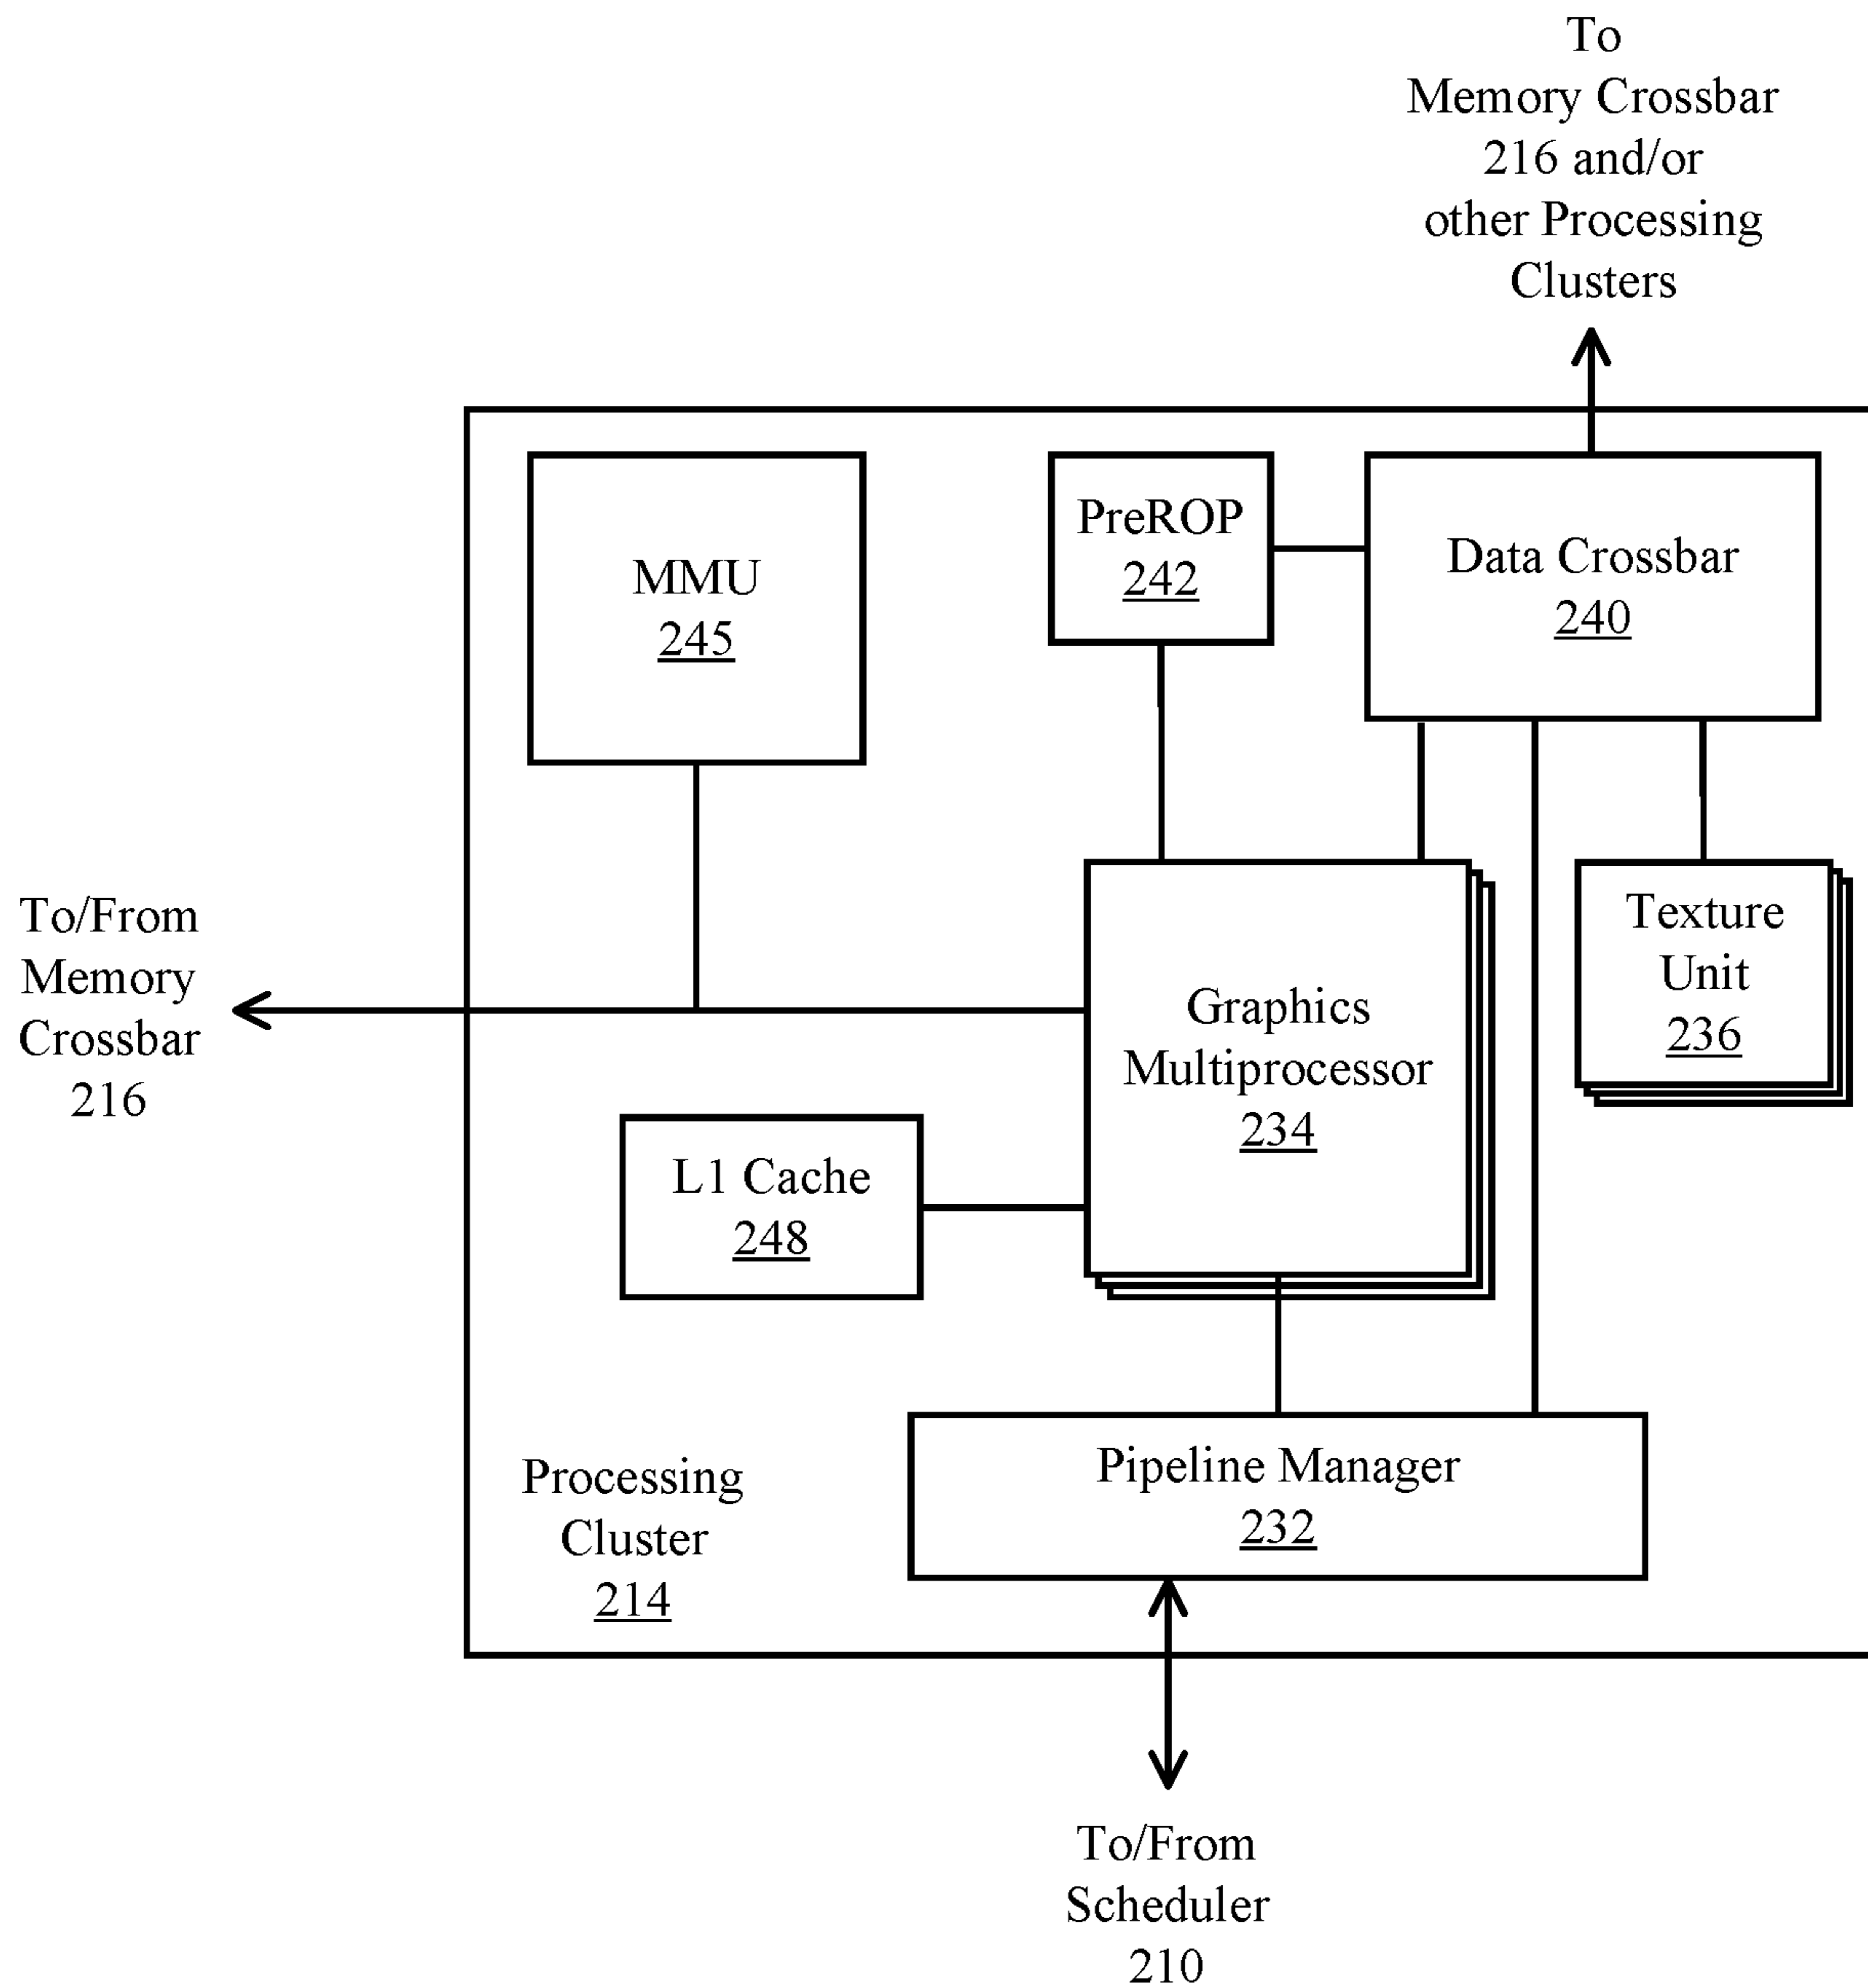 To
Memory Crossbar
216 and/or
other Processing
Clusters
MMU
245
PreROP
242
Data Crossbar
240
To/From
Memory
Crossbar
216
Graphics
Multiprocessor
234
Texture
Unit
236
L1 Cache
248
Processing
Cluster
214
Pipeline Manager
232
To/From
Scheduler
210